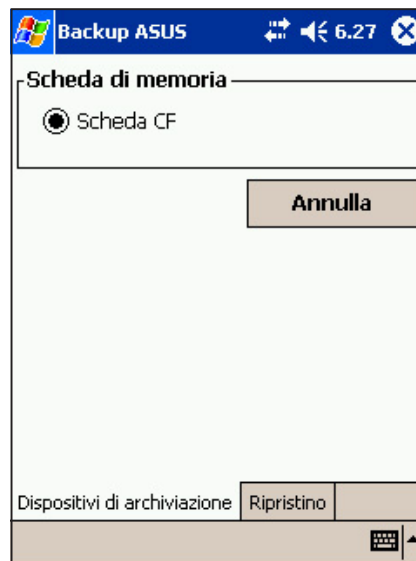 Backup ASUS 6.27
Scheda di memoria
Scheda CF
Annulla
Dispositivi di archiviazione Ripristino